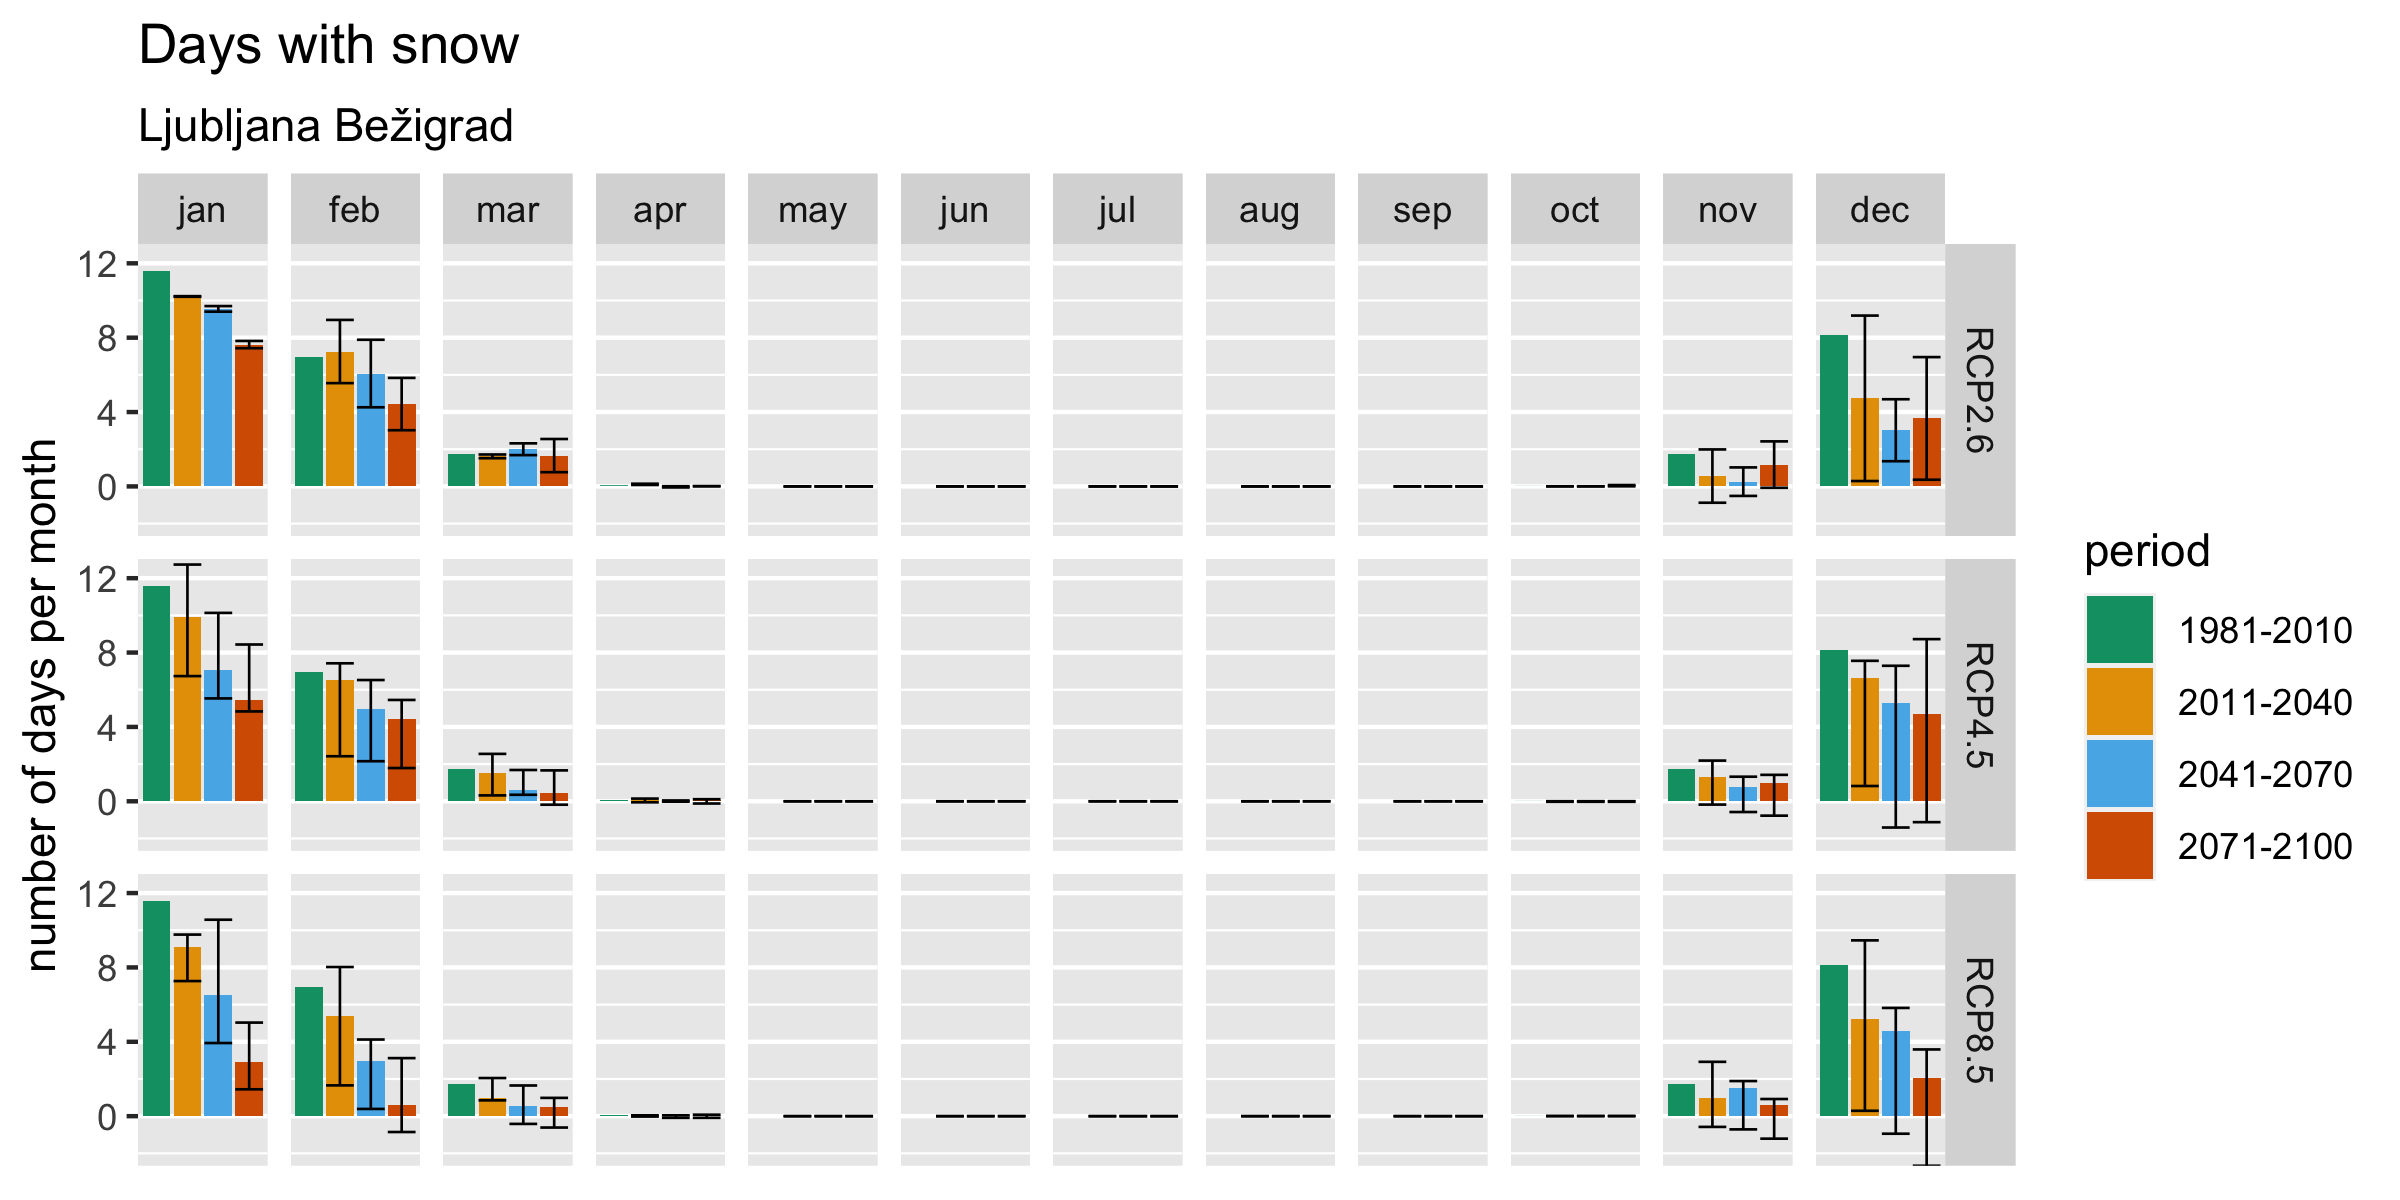 Days with snow
Ljubljana Bežigrad
jan feb mar apr may jun jul aug sep oct nov dec
12
8
4
0
RCP2.6
12
8
4
0
RCP4.5
12
8
4
0
RCP8.5
number of days per month
period
1981-2010
2011-2040
2041-2070
2071-2100